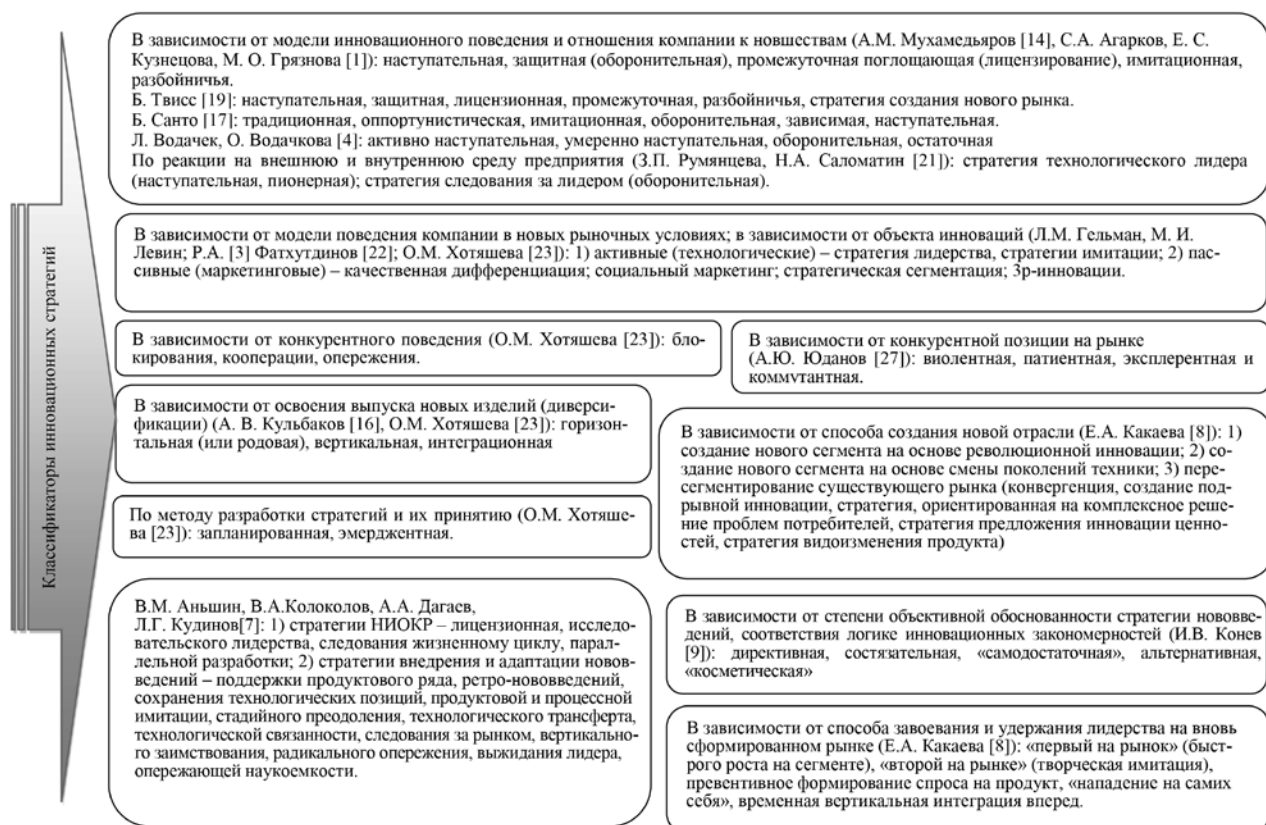 Классификаторы инновационных стратегий
В зависимости от модели инновационного поведения и отношения компании к новшествам (А.М. Мухамедьяров [14], С.А. Агарков, Е. С.
Кузнецова, М. О. Грязнова [1]): наступательная, защитная (оборонительная), промежуточная поглощающая (лицензирование), имитационная,
разбойничья.
Б. Твисс [19]: наступательная, защитная, лицензионная, промежуточная, разбойничья, стратегия создания нового рынка.
Б. Санто [17]: традиционная, оппортунистическая, имитационная, оборонительная, зависимая, наступательная.
Л. Водачек, О. Водачкова [4]: активно наступательная, умеренно наступательная, оборонительная, остаточная
По реакции на внешнюю и внутреннюю среду предприятия (З.П. Румянцева, Н.А. Саломатин [21]): стратегия технологического лидера
(наступательная, пионерная); стратегия следования за лидером (оборонительная).
В зависимости от модели поведения компании в новых рыночных условиях; в зависимости от объекта инноваций (Л.М. Гельман, М. И.
Левин; Р.А. [3] Фатхутдинов [22]; О.М. Хотяшева [23]): 1) активные (технологические) – стратегия лидерства, стратегии имитации; 2) пас-
сивные (маркетинговые) – качественная дифференциация; социальный маркетинг; стратегическая сегментация; 3р-инновации.
В зависимости от конкурентного поведения (О.М. Хотяшева [23]): бло-
кирования, кооперации, опережения.
В зависимости от конкурентной позиции на рынке
(А.Ю. Юданов [27]): виолентная, патиентная, эксплерентная и
коммутантная.
В зависимости от освоения выпуска новых изделий (диверси-
фикации) (А. В. Кульбаков [16], О.М. Хотяшева [23]): горизон-
тальная (или родовая), вертикальная, интеграционная
В зависимости от способа создания новой отрасли (Е.А. Какаева [8]): 1)
создание нового сегмента на основе революционной инновации; 2) со-
здание нового сегмента на основе смены поколений техники; 3) пере-
сегментирование существующего рынка (конвергенция, создание под-
рывной инновации, стратегия, ориентированная на комплексное реше-
ние проблем потребителей, стратегия предложения инновации ценно-
стей, стратегия видоизменения продукта)
По методу разработки стратегий и их принятию (О.М. Хотяше-
ва [23]): запланированная, эмерджентная.
В.М. Аньшин, В.А.Колоколов, А.А. Дагаев,
Л.Г. Кудинов[7]: 1) стратегии НИОКР – лицензионная, исследо-
вательского лидерства, следования жизненному циклу, парал-
лельной разработки; 2) стратегии внедрения и адаптации ново-
введений – поддержки продуктового ряда, ретро-нововведений,
сохранения технологических позиций, продуктовой и процессной
имитации, стадийного преодоления, технологического трансферта,
технологической связанности, следования за рынком, вертикально-
го заимствования, радикального опережения, выжидания лидера,
опережающей наукоемкости.
В зависимости от степени объективной обоснованности стратегии нововве-
дений, соответствия логике инновационных закономерностей (И.В. Конев
[9]): директивная, состязательная, «самодостаточная», альтернативная,
«косметическая»
В зависимости от способа завоевания и удержания лидерства на вновь
сформированном рынке (Е.А. Какаева [8]): «первый на рынок» (быст-
рого роста на сегменте), «второй на рынке» (творческая имитация),
превентивное формирование спроса на продукт, «нападение на самих
себя», временная вертикальная интеграция вперед.